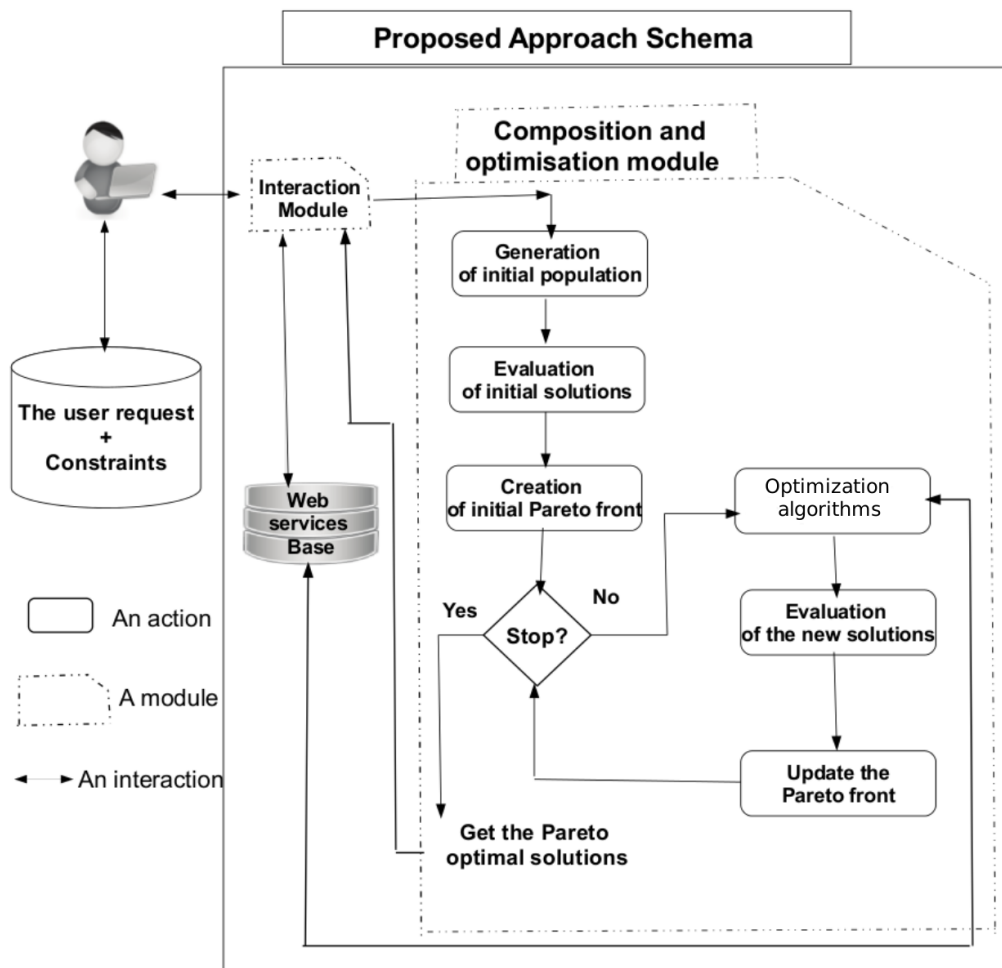 Proposed Approach Schema
Composition and
optimisation module
Interaction
Module
Generation
of initial population
Evaluation
of initial solutions
The user request
+
Constraints
Creation
of initial Pareto front
Optimization
algorithms
Web
services
Base
Yes
No
Stop?
Evaluation
of the new solutions
An action
A module
An interaction
Update the
Pareto front
Get the Pareto
optimal solutions